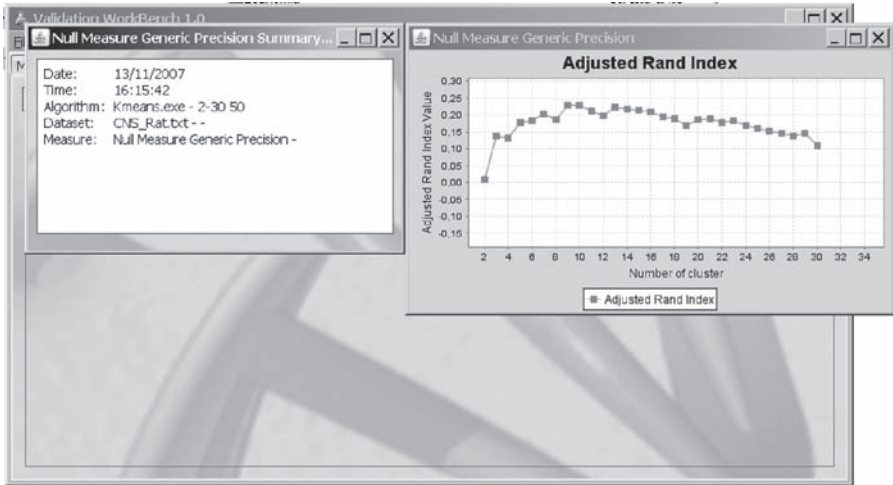 Validation WorkBench 1.0
Null Measure Generic Precision Summary...
Date: 13/11/2007
Time: 16:15:42
Algorithm: Kmeans.exe - 2-30 50
Dataset: CNS_Rat.txt - -
Measure: Null Measure Generic Precision -
Null Measure Generic Precision
Adjusted Rand Index
Adjusted Rand Index Value
0,30
0,25
0,20
0,15
0,10
0,05
0,00
-0,05
-0,10
-0,15
2 4 6 8 10 12 14 16 18 20 22 24 26 28 30 32 34
Number of cluster
Adjusted Rand Index